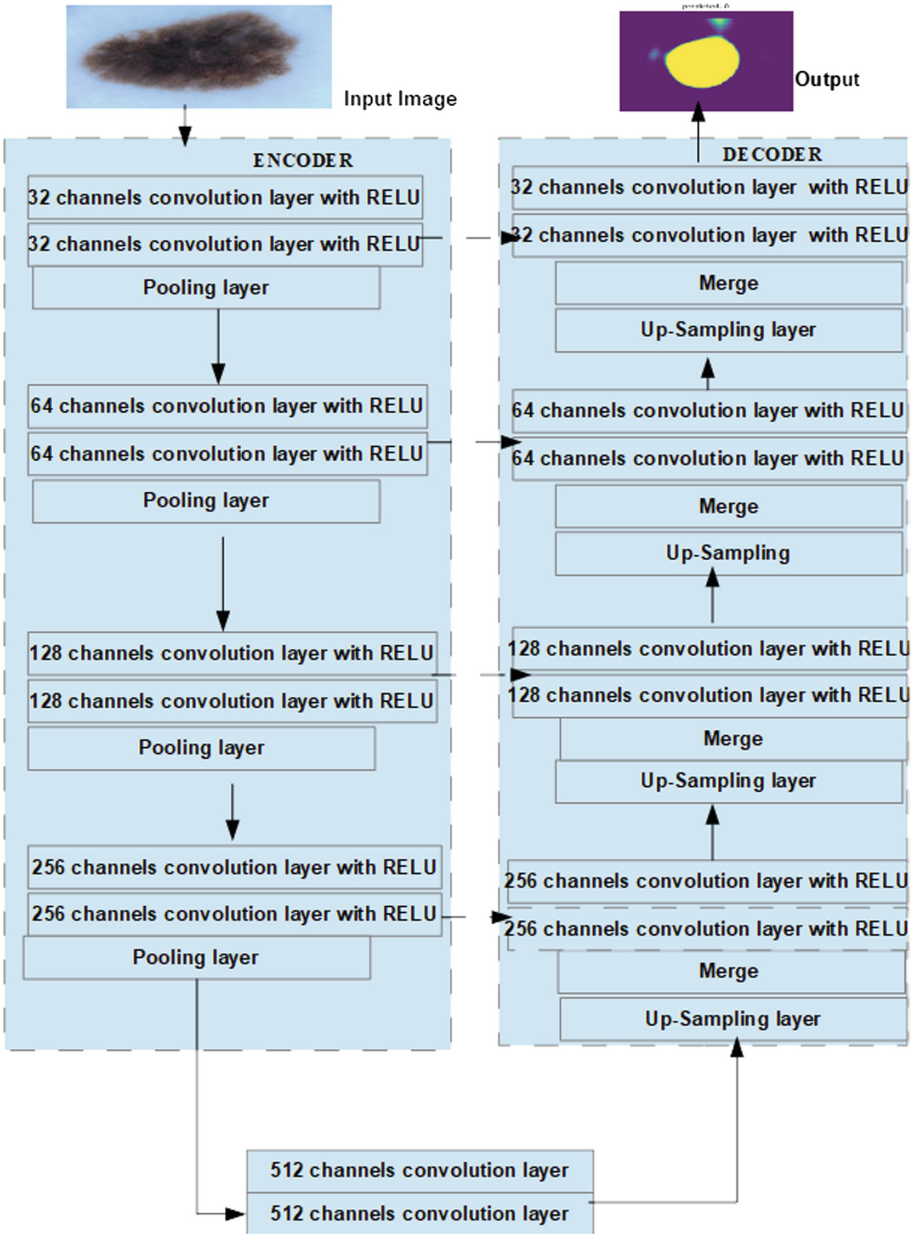 predicted: 0
Input Image
Output
ENCODER
32 channels convolution layer with RELU
32 channels convolution layer with RELU
Pooling layer
64 channels convolution layer with RELU
64 channels convolution layer with RELU
Pooling layer
128 channels convolution layer with RELU
128 channels convolution layer with RELU
Pooling layer
256 channels convolution layer with RELU
256 channels convolution layer with RELU
Pooling layer
512 channels convolution layer
512 channels convolution layer
DECODER
32 channels convolution layer with RELU
32 channels convolution layer with RELU
Merge
Up-Sampling layer
64 channels convolution layer with RELU
64 channels convolution layer with RELU
Merge
Up-Sampling
128 channels convolution layer with RELU
128 channels convolution layer with RELU
Merge
Up-Sampling layer
256 channels convolution layer with RELU
256 channels convolution layer with RELU
Merge
Up-Sampling layer